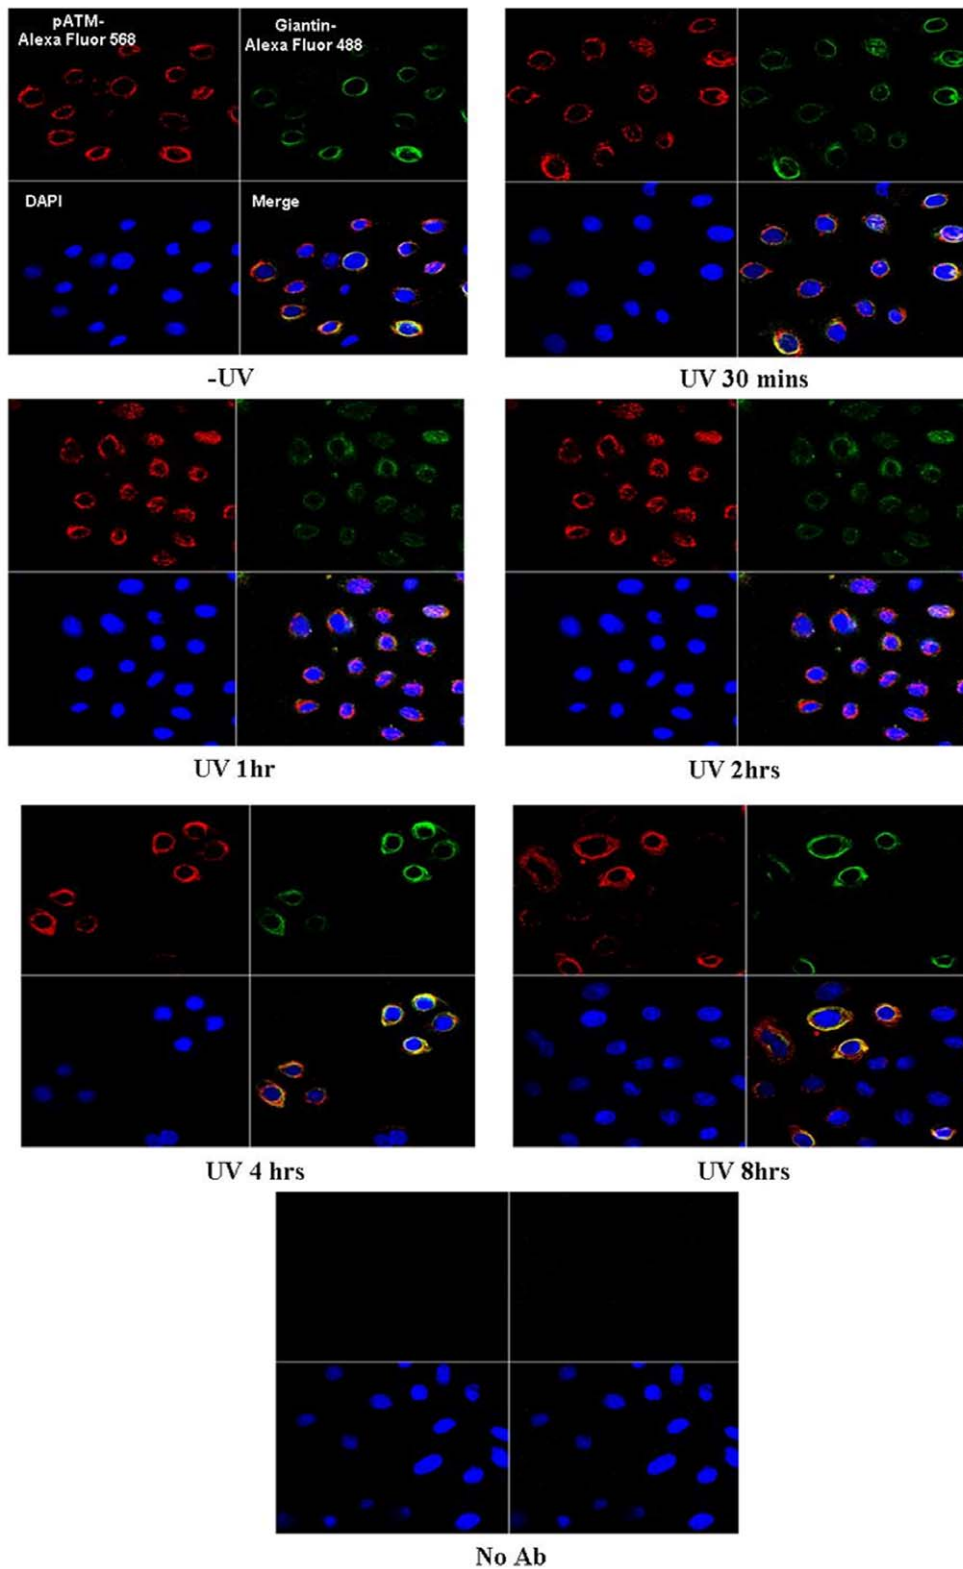 pATM-
Alexa Fluor 568
Giantin-
Alexa Fluor 488
DAPI
Merge
-UV
UV 30 mins
UV 1hr
UV 2hrs
UV 4 hrs
UV 8hrs
No Ab